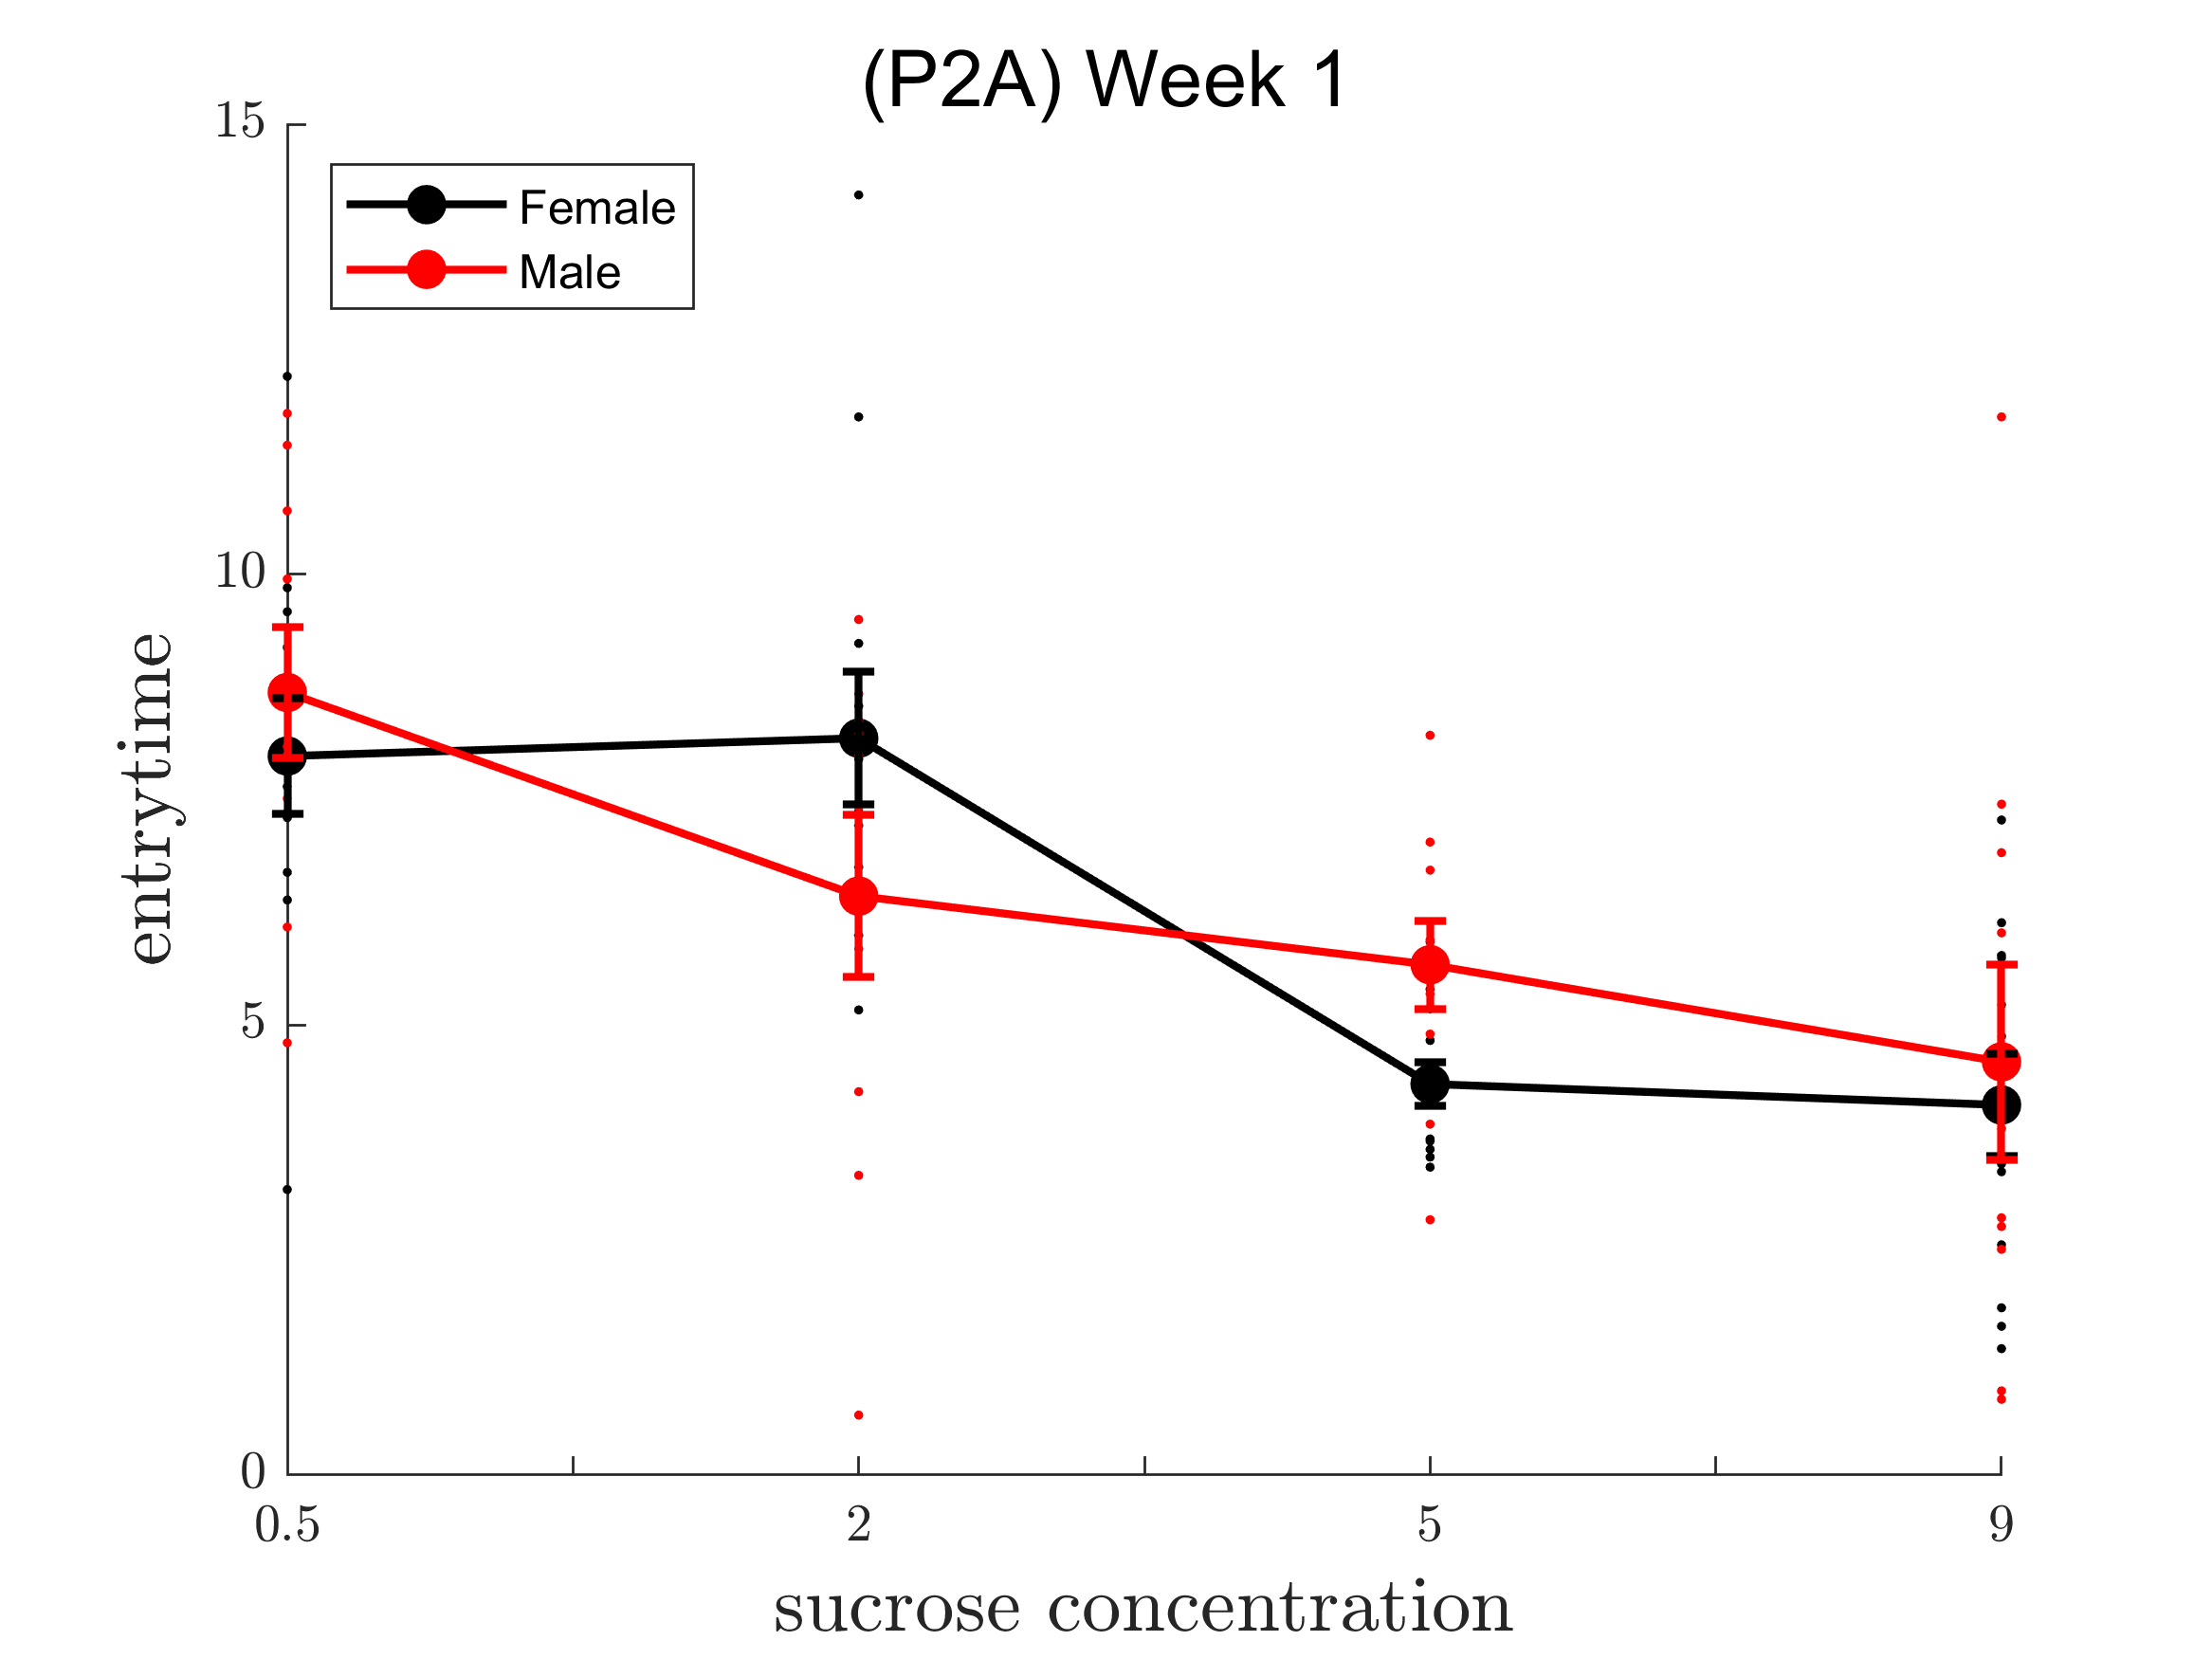 (P2A) Week 1
15
Female
Male
10
entrytime
5
0
0.5 2 5 9
sucrose concentration